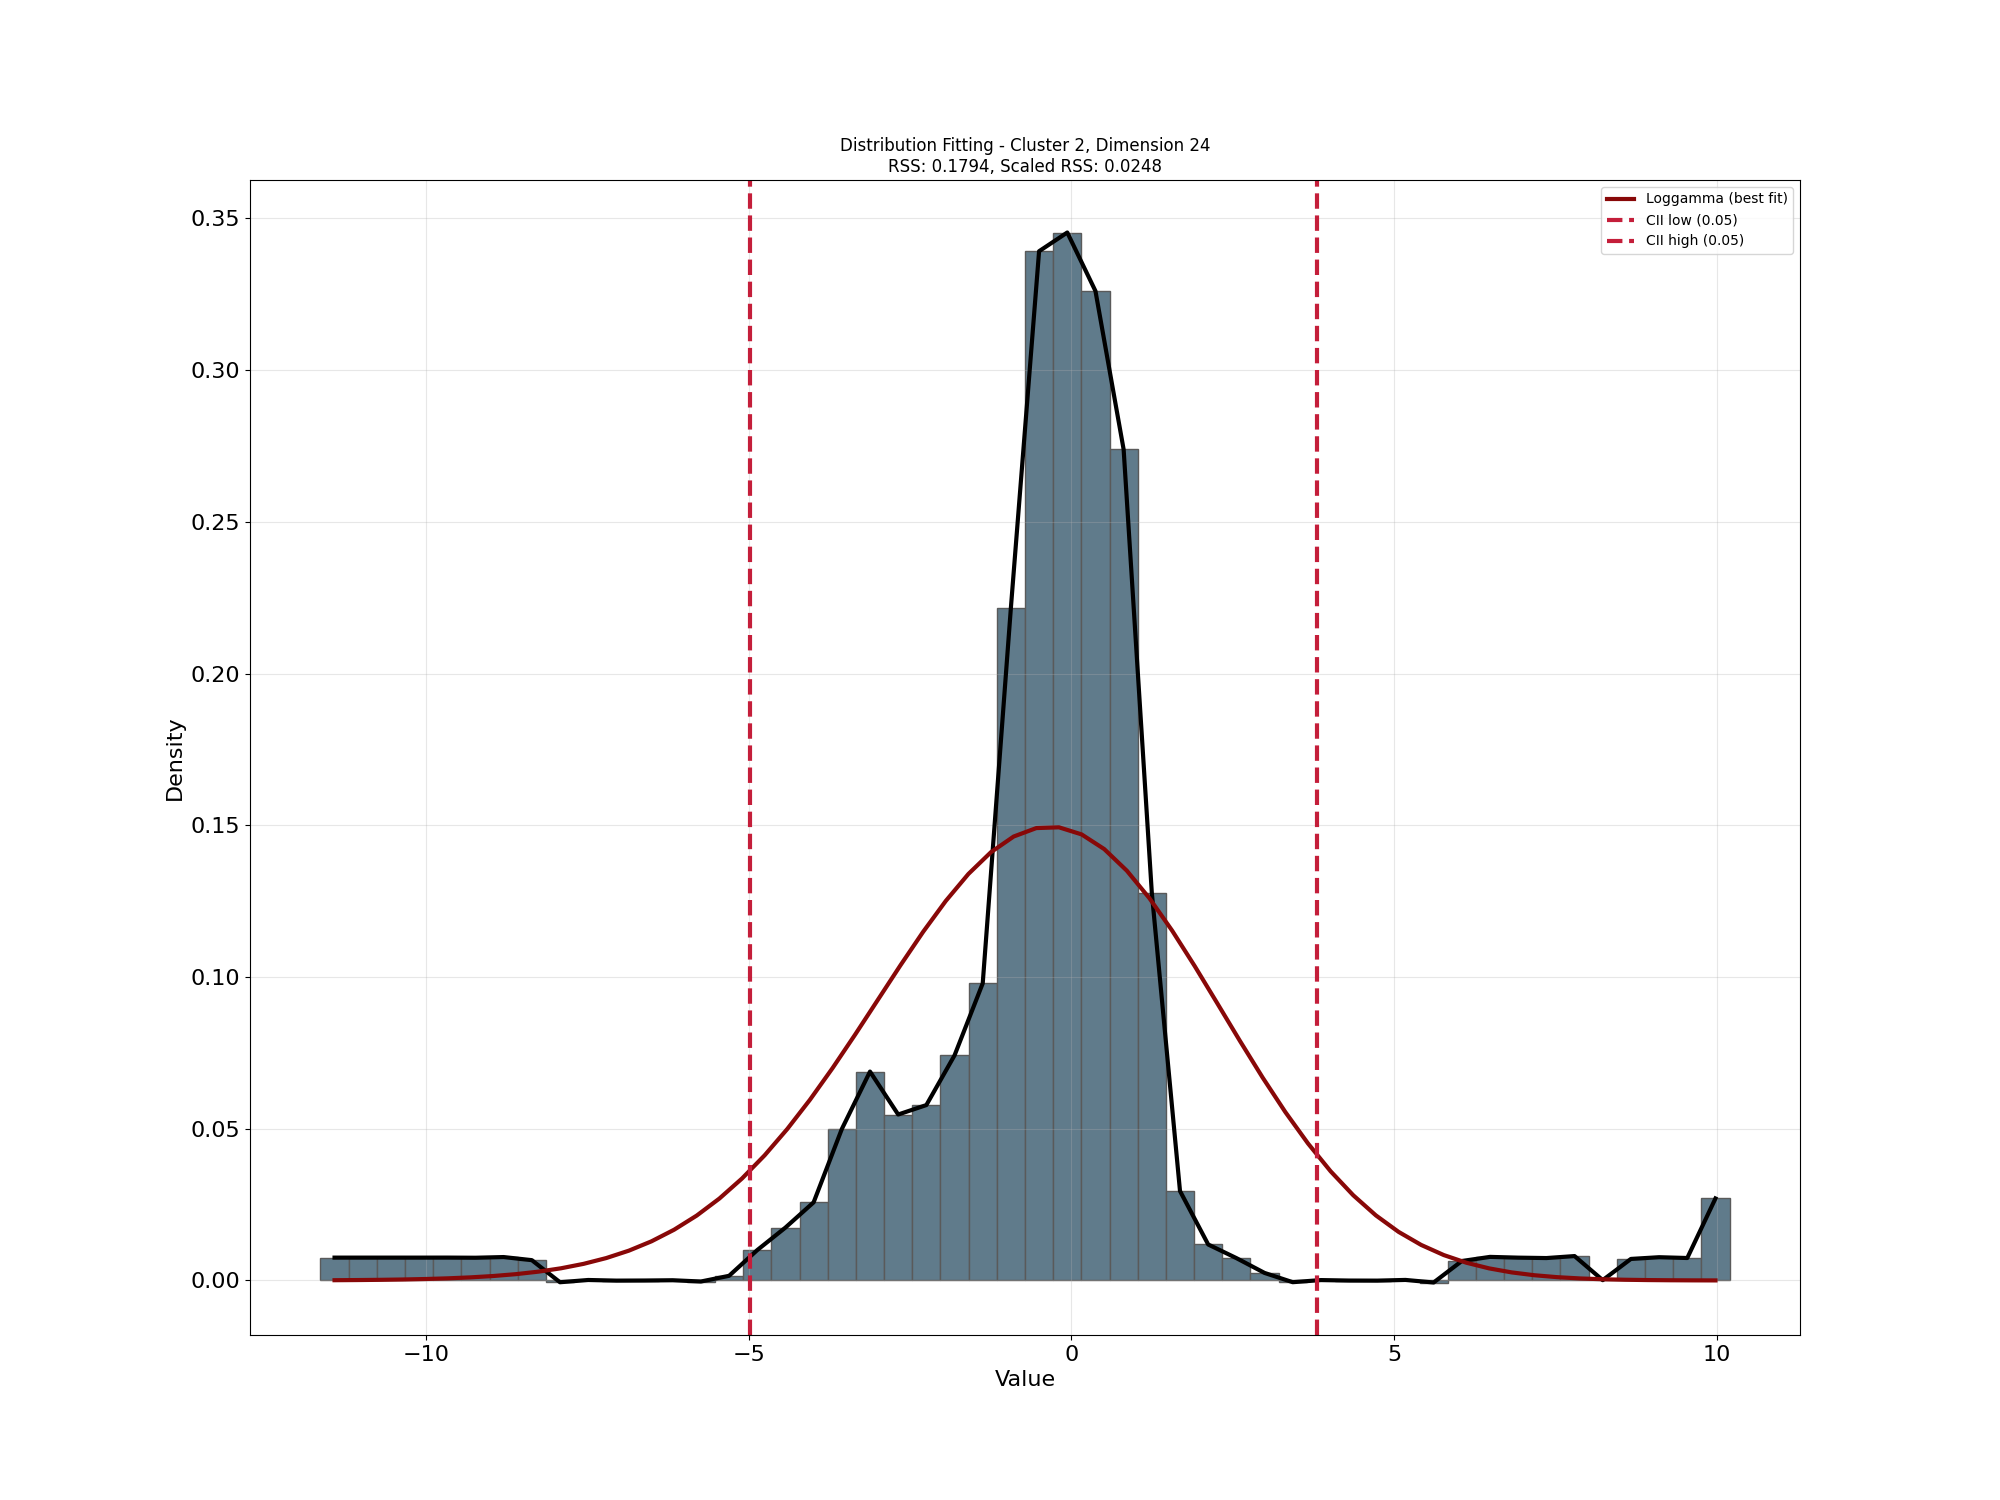 Distribution Fitting - Cluster 2, Dimension 24
RSS: 0.1794, Scaled RSS: 0.0248
Loggamma (best fit)
CII low (0.05)
CII high (0.05)
0.35
0.30
0.25
0.20
0.15
0.10
0.05
0.00
Density
−10
−5
0
5
10
Value